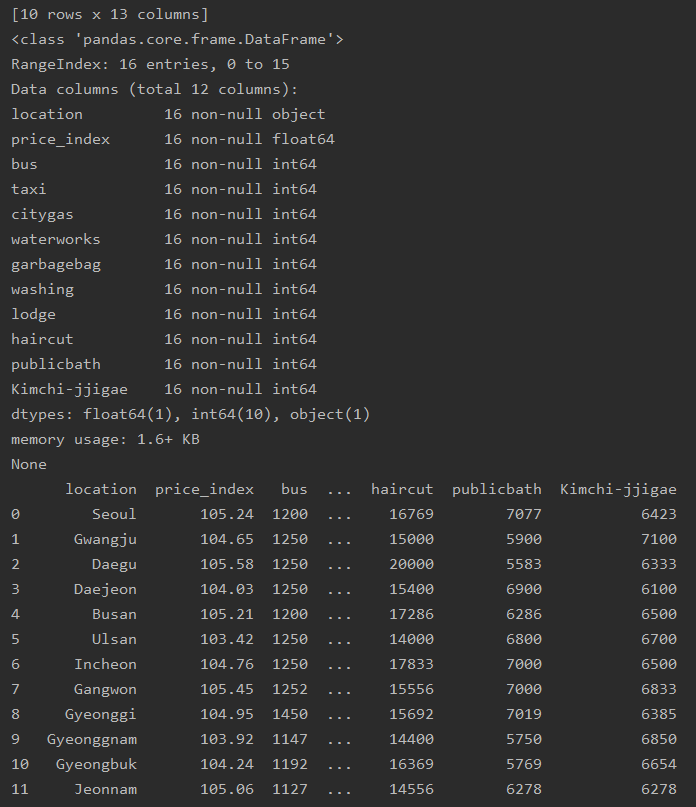 [10 rows x 13 columns]
<class 'pandas.core.frame.DataFrame'>
RangeIndex: 16 entries, 0 to 15
Data columns (total 12 columns):
location         16 non-null object
price_index      16 non-null float64
bus              16 non-null int64
taxi             16 non-null int64
citygas          16 non-null int64
waterworks       16 non-null int64
garbagebag       16 non-null int64
washing          16 non-null int64
lodge            16 non-null int64
haircut          16 non-null int64
publicbath       16 non-null int64
Kimchi-jjigae    16 non-null int64
dtypes: float64(1), int64(10), object(1)
memory usage: 1.6+ KB
None
      location  price_index   bus  ...  haircut  publicbath  Kimchi-jjigae
0        Seoul       105.24  1200  ...    16769        7077           6423
1      Gwangju       104.65  1250  ...    15000        5900           7100
2        Daegu       105.58  1250  ...    20000        5583           6333
3      Daejeon       104.03  1250  ...    15400        6900           6100
4        Busan       105.21  1200  ...    17286        6286           6500
5        Ulsan       103.42  1250  ...    14000        6800           6700
6      Incheon       104.76  1250  ...    17833        7000           6500
7      Gangwon       105.45  1252  ...    15556        7000           6833
8     Gyeonggi       104.95  1450  ...    15692        7019           6385
9   Gyeonggnam       103.92  1147  ...    14400        5750           6850
10   Gyeongbuk       104.24  1192  ...    16369        5769           6654
11     Jeonnam       105.06  1127  ...    14556        6278           6278